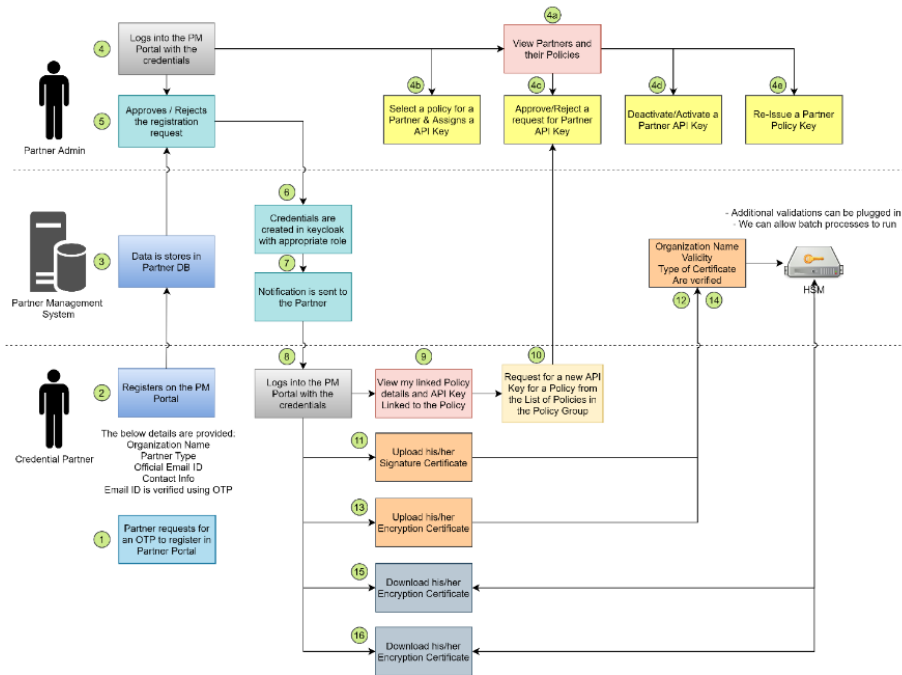 4a
4
Logs into the PM
Portal with the
credentials
View Partners and
their Policies
4b
4c
4d
4e
5
Approves / Rejects
the registration
request
Select a policy for a
Partner & Assigns a
API Key
Approve/Reject a
request for Partner
API Key
Deactivate/Activate a
Partner API Key
Re-Issue a Partner
Policy Key
Partner Admin
6
Credentials are
created in keycloak
with appropriate role
- Additional validations can be plugged in
- We can allow batch processes to run
3
Data is stores in
Partner DB
7
Notification is sent to
the Partner
Organization Name
Validity
Type of Certificate
Are verified
HSM
12
14
Partner Management
System
8
9
10
2
Registers on the PM
Portal
Logs into the PM
Portal with the
credentials
View my linked Policy
details and API Key
Linked to the Policy
Request for a new API
Key for a Policy from
the List of Policies in
the Policy Group
Credential Partner
The below details are provided:
Organization Name
Partner Type
Official Email ID
Contact Info
Email ID is verified using OTP
11
Upload his/her
Signature Certificate
1
Partner requests for
an OTP to register in
Partner Portal
13
Upload his/her
Encryption Certificate
15
Download his/her
Encryption Certificate
16
Download his/her
Encryption Certificate